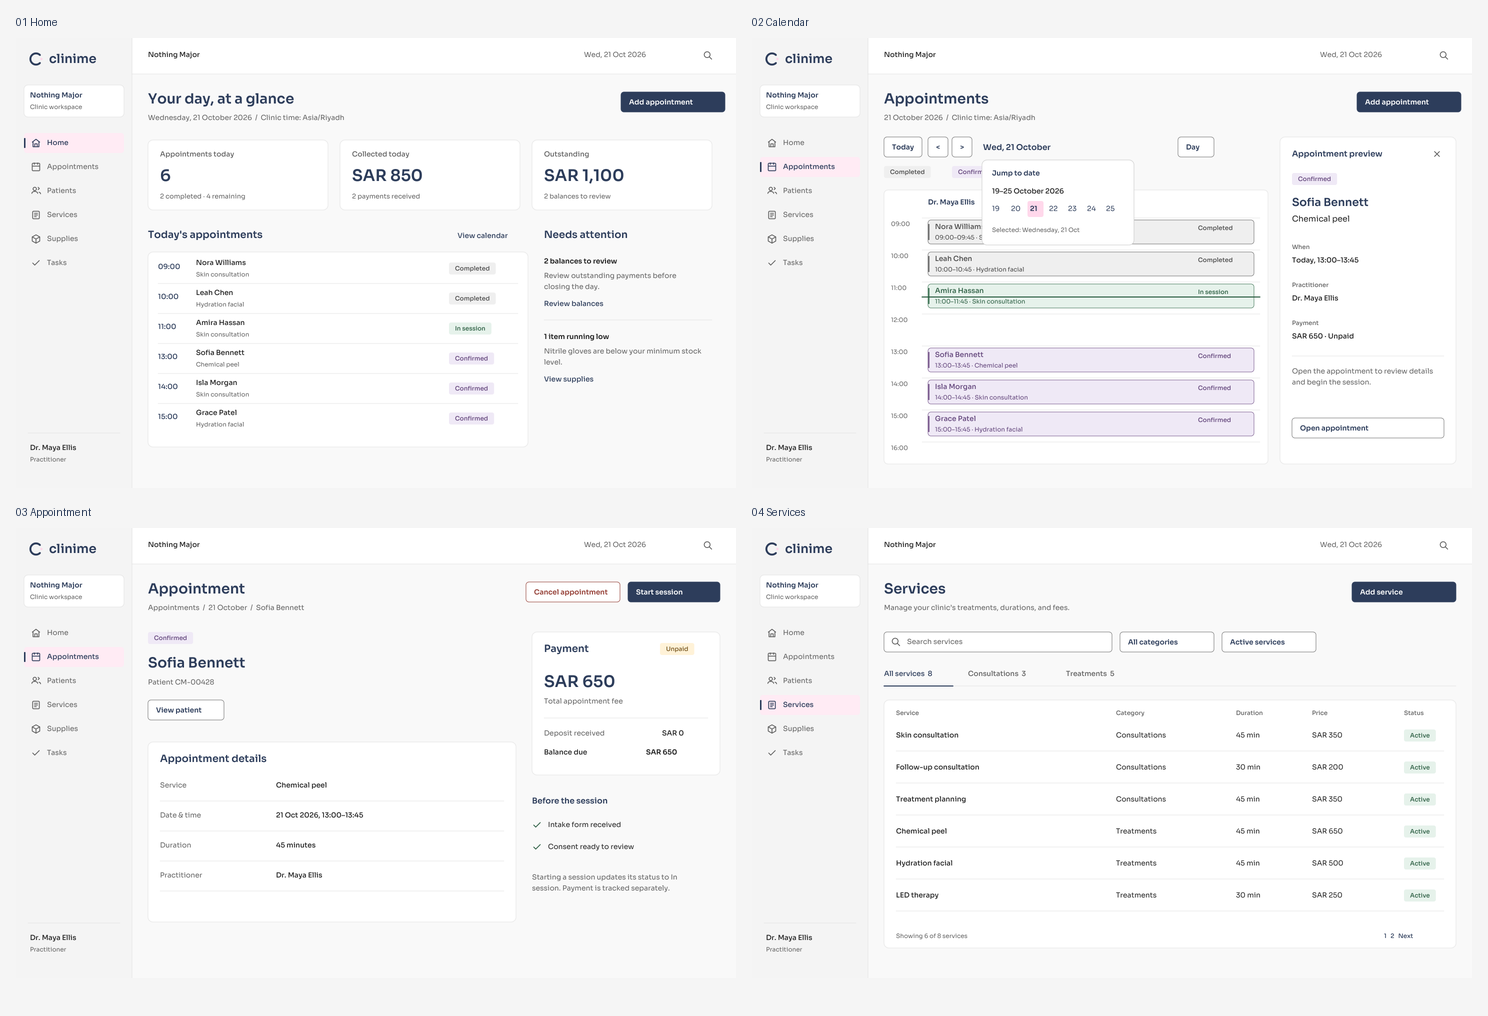 01 Home
clinime
Nothing Major
Clinic workspace
Home
Appointments
Patients
Services
Supplies
Tasks
Dr. Maya Ellis
Practitioner
Nothing Major
Wed, 21 Oct 2026
Your day, at a glance
Wednesday, 21 October 2026 / Clinic time: Asia/Riyadh
Add appointment
Appointments today
6
2 completed · 4 remaining
Collected today
SAR 850
2 payments received
Outstanding
SAR 1,100
2 balances to review
Today's appointments
View calendar
09:00 Nora Williams Completed
Skin consultation
10:00 Leah Chen Completed
Hydration facial
11:00 Amira Hassan In session
Skin consultation
13:00 Sofia Bennett Confirmed
Chemical peel
14:00 Isla Morgan Confirmed
Skin consultation
15:00 Grace Patel Confirmed
Hydration facial
Needs attention
2 balances to review
Review outstanding payments before
closing the day.
Review balances
1 item running low
Nitrile gloves are below your minimum stock
level.
View supplies
02 Calendar
clinime
Nothing Major
Clinic workspace
Home
Appointments
Patients
Services
Supplies
Tasks
Dr. Maya Ellis
Practitioner
Nothing Major
Wed, 21 Oct 2026
Appointments
21 October 2026 / Clinic time: Asia/Riyadh
Add appointment
Today < > Wed, 21 October Day
Completed Confirm
Jump to date
19–25 October 2026
19 20 21 22 23 24 25
Selected: Wednesday, 21 Oct
Dr. Maya Ellis
09:00 Nora William Completed
09:00–09:45 · S
10:00 Leah Chen Completed
10:00–10:45 · Hydration facial
11:00 Amira Hassan In session
11:00–11:45 · Skin consultation
12:00
13:00 Sofia Bennett Confirmed
13:00–13:45 · Chemical peel
14:00 Isla Morgan Confirmed
14:00–14:45 · Skin consultation
15:00 Grace Patel Confirmed
15:00–15:45 · Hydration facial
16:00
Appointment preview
Confirmed
Sofia Bennett
Chemical peel
When
Today, 13:00–13:45
Practitioner
Dr. Maya Ellis
Payment
SAR 650 · Unpaid
Open the appointment to review details
and begin the session.
Open appointment
03 Appointment
clinime
Nothing Major
Clinic workspace
Home
Appointments
Patients
Services
Supplies
Tasks
Dr. Maya Ellis
Practitioner
Nothing Major
Wed, 21 Oct 2026
Appointment
Appointments / 21 October / Sofia Bennett
Cancel appointment
Start session
Confirmed
Sofia Bennett
Patient CM-00428
View patient
Appointment details
Service Chemical peel
Date & time 21 Oct 2026, 13:00–13:45
Duration 45 minutes
Practitioner Dr. Maya Ellis
Payment Unpaid
SAR 650
Total appointment fee
Deposit received SAR 0
Balance due SAR 650
Before the session
Intake form received
Consent ready to review
Starting a session updates its status to In
session. Payment is tracked separately.
04 Services
clinime
Nothing Major
Clinic workspace
Home
Appointments
Patients
Services
Supplies
Tasks
Dr. Maya Ellis
Practitioner
Nothing Major
Wed, 21 Oct 2026
Services
Manage your clinic's treatments, durations, and fees.
Add service
Search services
All categories
Active services
All services 8 Consultations 3 Treatments 5
Service Category Duration Price Status
Skin consultation Consultations 45 min SAR 350 Active
Follow-up consultation Consultations 30 min SAR 200 Active
Treatment planning Consultations 45 min SAR 350 Active
Chemical peel Treatments 45 min SAR 650 Active
Hydration facial Treatments 45 min SAR 500 Active
LED therapy Treatments 30 min SAR 250 Active
Showing 6 of 8 services
1 2 Next